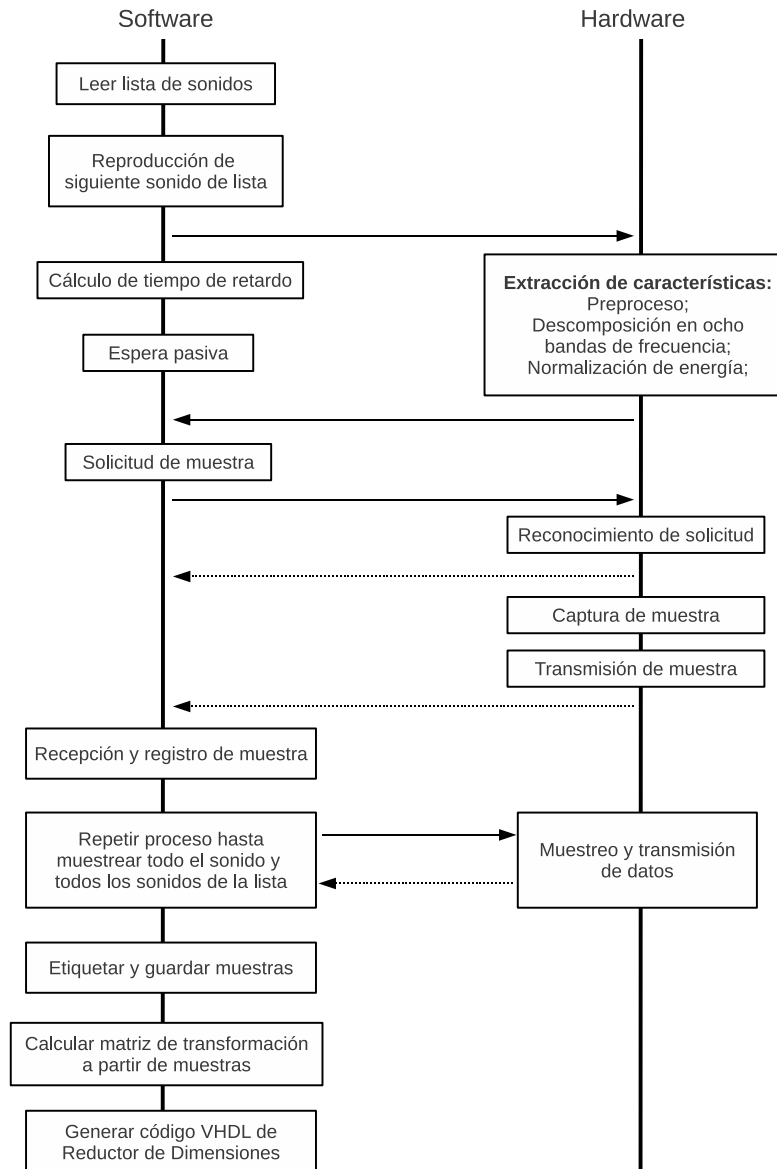 Software
Hardware
Leer lista de sonidos
Reproducción de
siguiente sonido de lista
Cálculo de tiempo de retardo
Extracción de características:
Preproceso;
Descomposición en ocho
bandas de frecuencia;
Normalización de energía;
Espera pasiva
Solicitud de muestra
Reconocimiento de solicitud
Captura de muestra
Transmisión de muestra
Recepción y registro de muestra
Repetir proceso hasta
muestrear todo el sonido y
todos los sonidos de la lista
Muestreo y transmisión
de datos
Etiquetar y guardar muestras
Calcular matriz de transformación
a partir de muestras
Generar código VHDL de
Reductor de Dimensiones